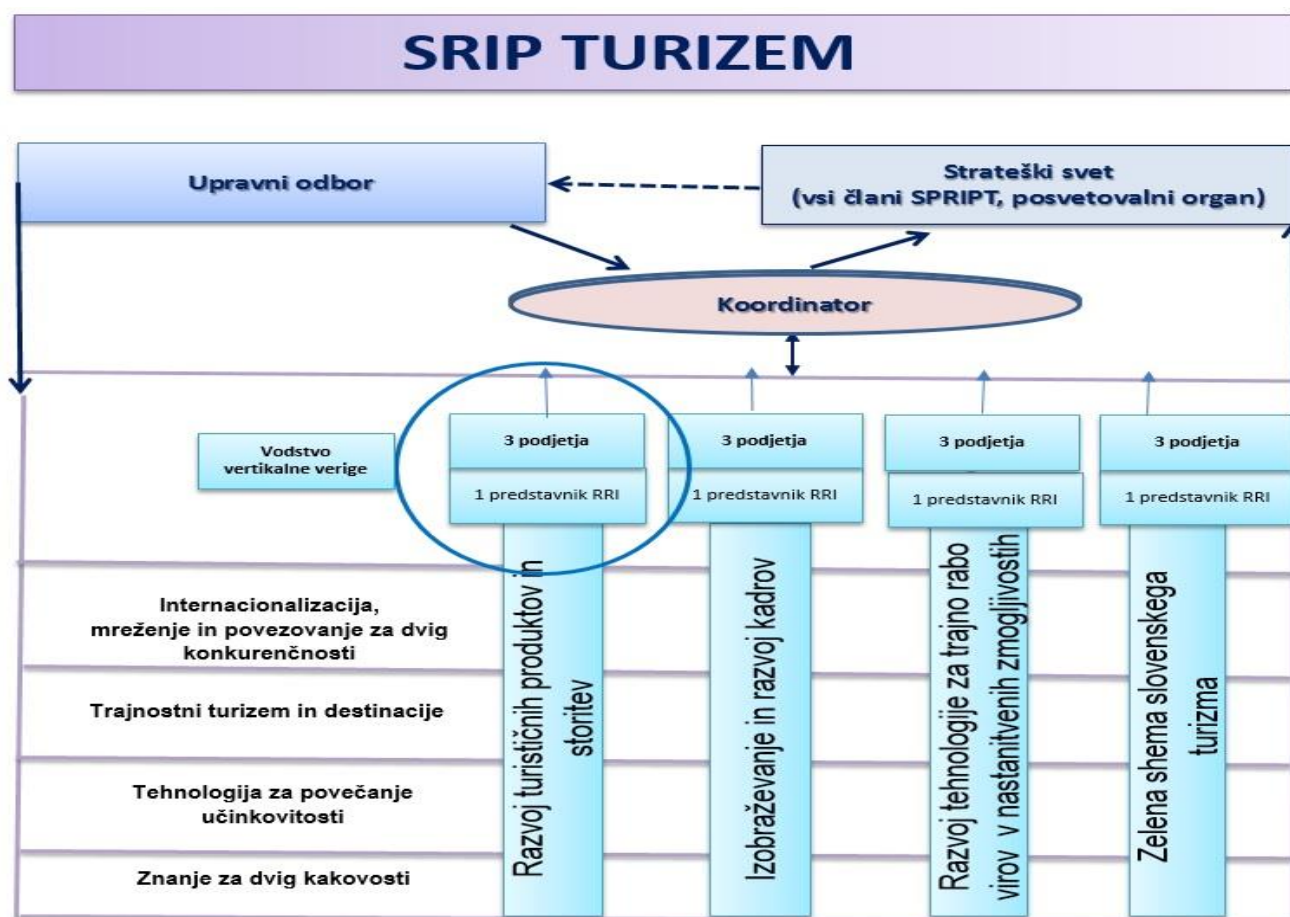 SRIP TURIZEM
Upravni odbor
Strateški svet
(vsi člani SPRIPT, posvetovalni organ)
Koordinator
Vodstvo
vertikalne verige
3 podjetja
1 predstavnik RRI
3 podjetja
1 predstavnik RRI
3 podjetja
1 predstavnik RRI
3 podjetja
1 predstavnik RRI
Internacionalizacija,
mreženje in povezovanje za dvig
konkurenčnosti
Trajnostni turizem in destinacije
Tehnologija za povečanje
učinkovitosti
Znanje za dvig kakovosti
Razvoj turističnih produktov in
storitev
Izobraževanje in razvoj kadrov
Razvoj tehnologije za trajno rabo
virov v nastanitvenih zmogljivostih
Zelena shema slovenskega
turizma